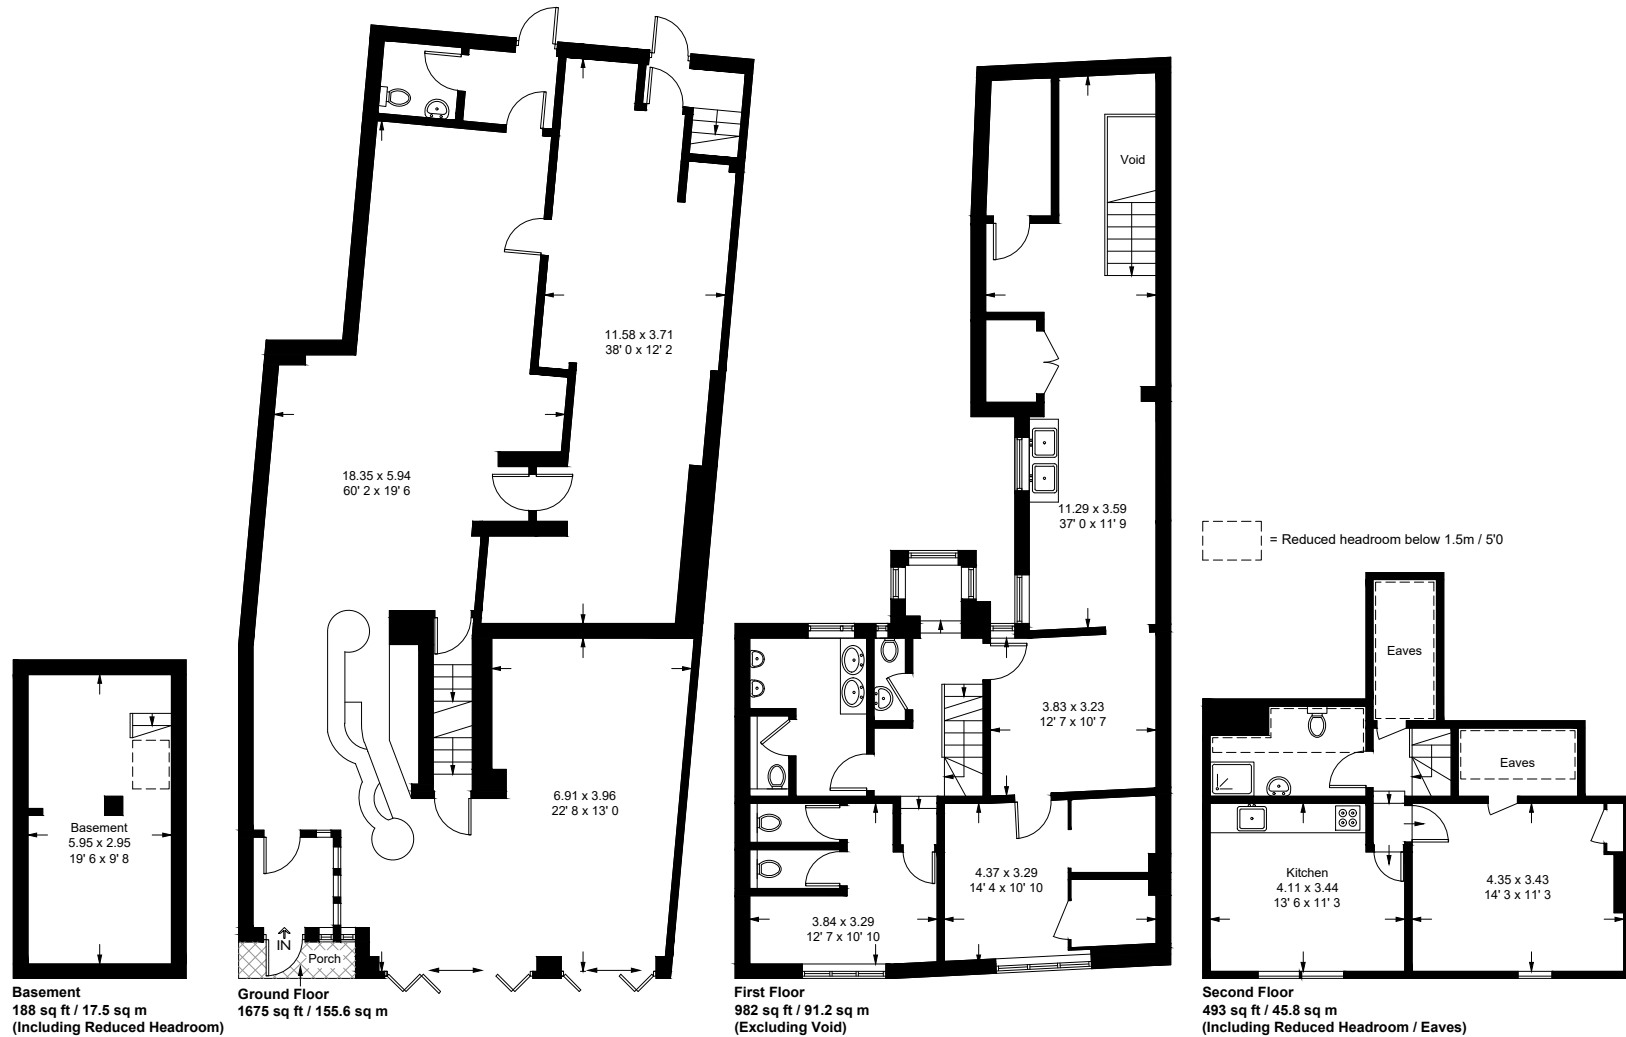 Basement
5.95 x 2.95
19' 6 x 9' 8
Basement
188 sq ft / 17.5 sq m
(Including Reduced Headroom)
11.58 x 3.71
38' 0 x 12' 2
18.35 x 5.94
60' 2 x 19' 6
6.91 x 3.96
22' 8 x 13' 0
IN
Porch
Ground Floor
1675 sq ft / 155.6 sq m
Void
11.29 x 3.59
37' 0 x 11' 9
3.83 x 3.23
12' 7 x 10' 7
4.37 x 3.29
14' 4 x 10' 10
3.84 x 3.29
12' 7 x 10' 10
First Floor
982 sq ft / 91.2 sq m
(Excluding Void)
= Reduced headroom below 1.5m / 5'0
Eaves
Eaves
Kitchen
4.11 x 3.44
13' 6 x 11' 3
4.35 x 3.43
14' 3 x 11' 3
Second Floor
493 sq ft / 45.8 sq m
(Including Reduced Headroom / Eaves)